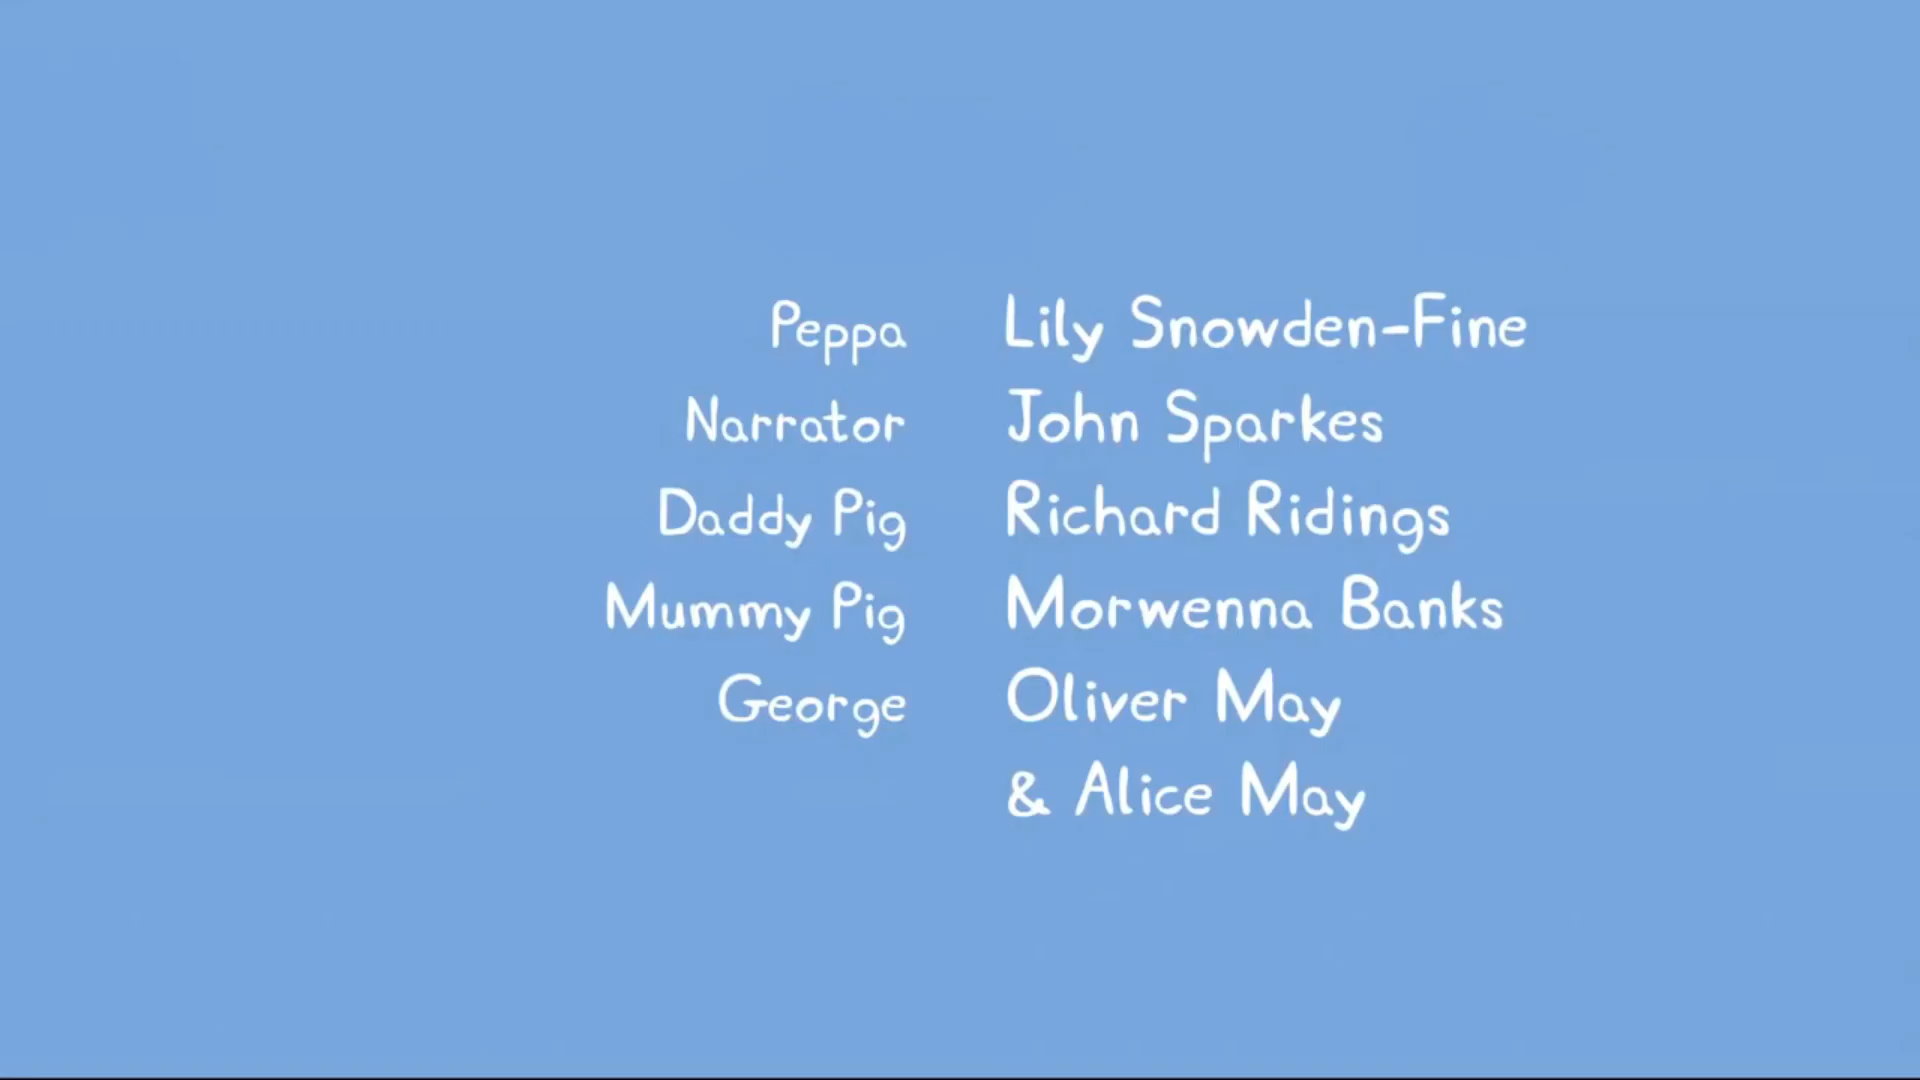 Peppa Lily Snowden-Fine
Narrator John Sparkes
Daddy Pig Richard Ridings
Mummy Pig Morwenna Banks
George Oliver May
& Alice May